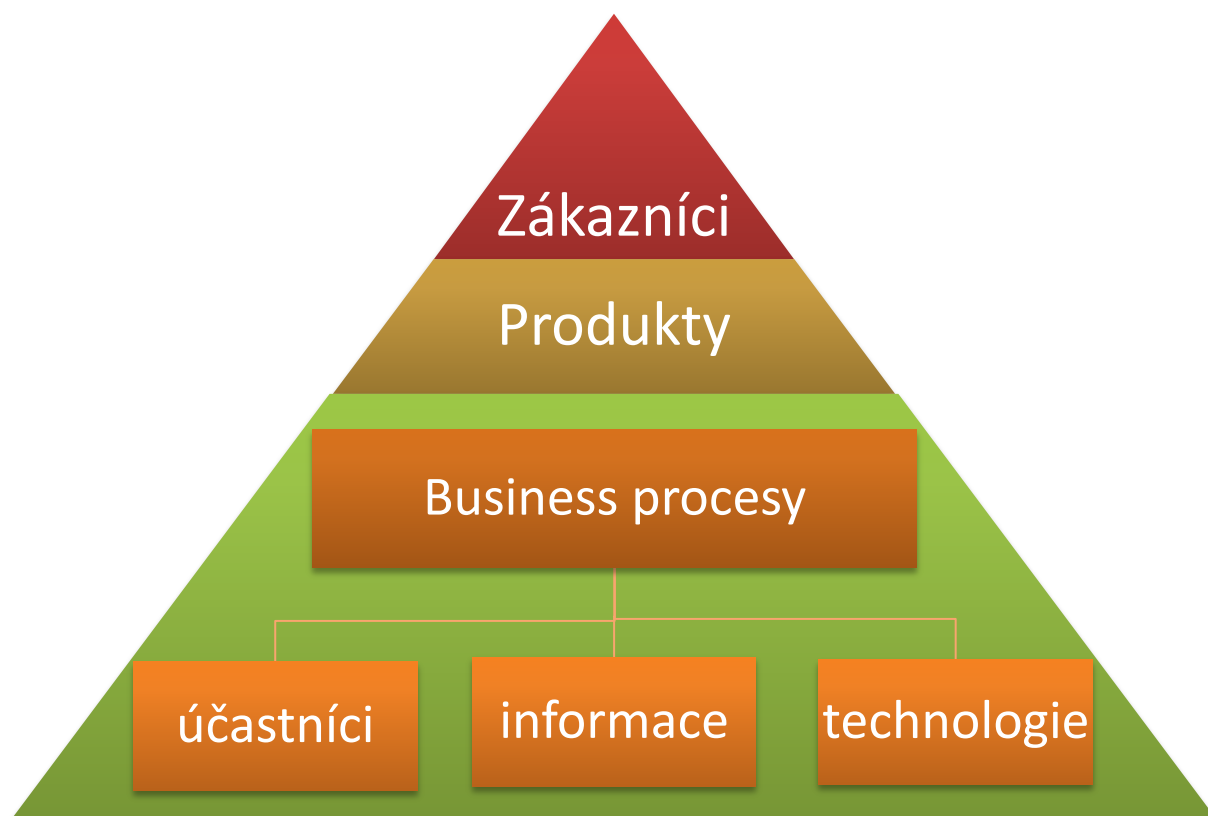 Zákazníci
Produkty
Business procesy
účastníci
informace
technologie